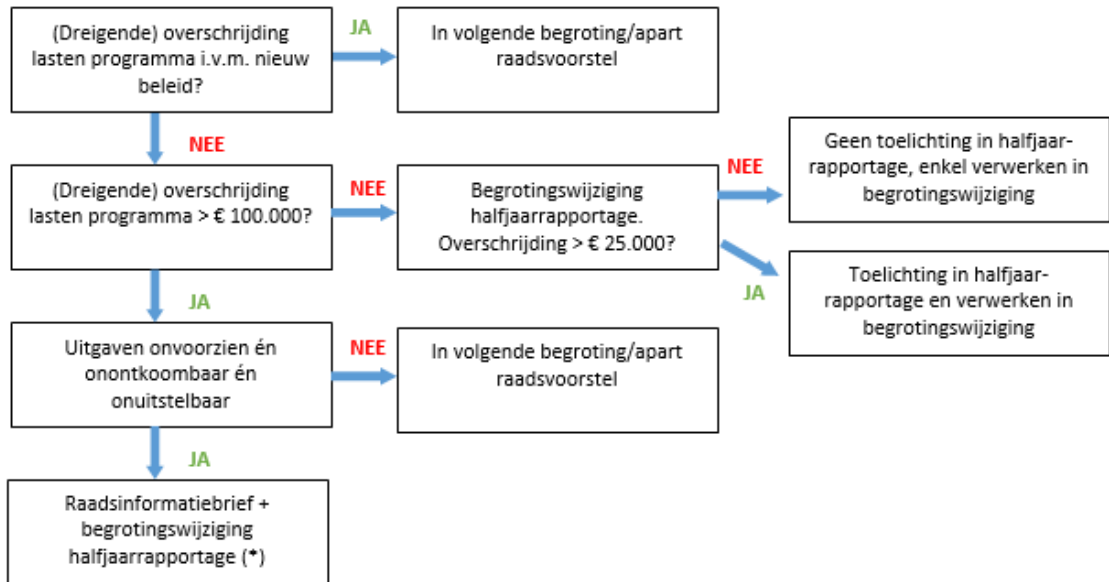 (Dreigende) overschrijding
lasten programma i.v.m. nieuw
beleid?
JA
In volgende begroting/apart
raadsvoorstel
NEE
(Dreigende) overschrijding
lasten programma > € 100.000?
NEE
Begrotingswijziging
halfjaarrapportage.
Overschrijding > € 25.000?
NEE
Geen toelichting in halfjaar-
rapportage, enkel verwerken in
begrotingswijziging
JA
Toelichting in halfjaar-
rapportage en verwerken in
begrotingswijziging
JA
Uitgaven onvoorzien én
onontkoombaar én
onuitstelbaar
NEE
In volgende begroting/apart
raadsvoorstel
JA
Raadsinformatiebrief +
begrotingswijziging
halfjaarrapportage (*)